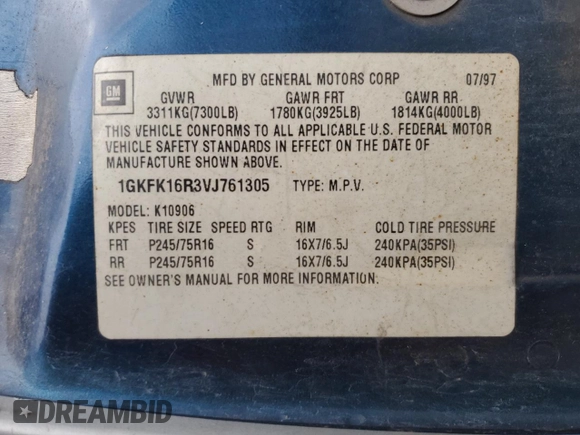 GM
MFD BY GENERAL MOTORS CORP 07/97
GVWR GAWR FRT GAWR RR
3311KG(7300LB) 1780KG(3925LB) 1814KG(4000LB)
THIS VEHICLE CONFORMS TO ALL APPLICABLE U.S. FEDERAL MOTOR
VEHICLE SAFETY STANDARDS IN EFFECT ON THE DATE OF
MANUFACTURE SHOWN ABOVE.
1GKFK16R3VJ761305 TYPE: M.P.V.
MODEL: K10906
KPES TIRE SIZE SPEED RTG RIM COLD TIRE PRESSURE
FRT P245/75R16 S 16X7/6.5J 240KPA(35PSI)
RR P245/75R16 S 16X7/6.5J 240KPA(35PSI)
SEE OWNER'S MANUAL FOR MORE INFORMATION.
DREAMBID